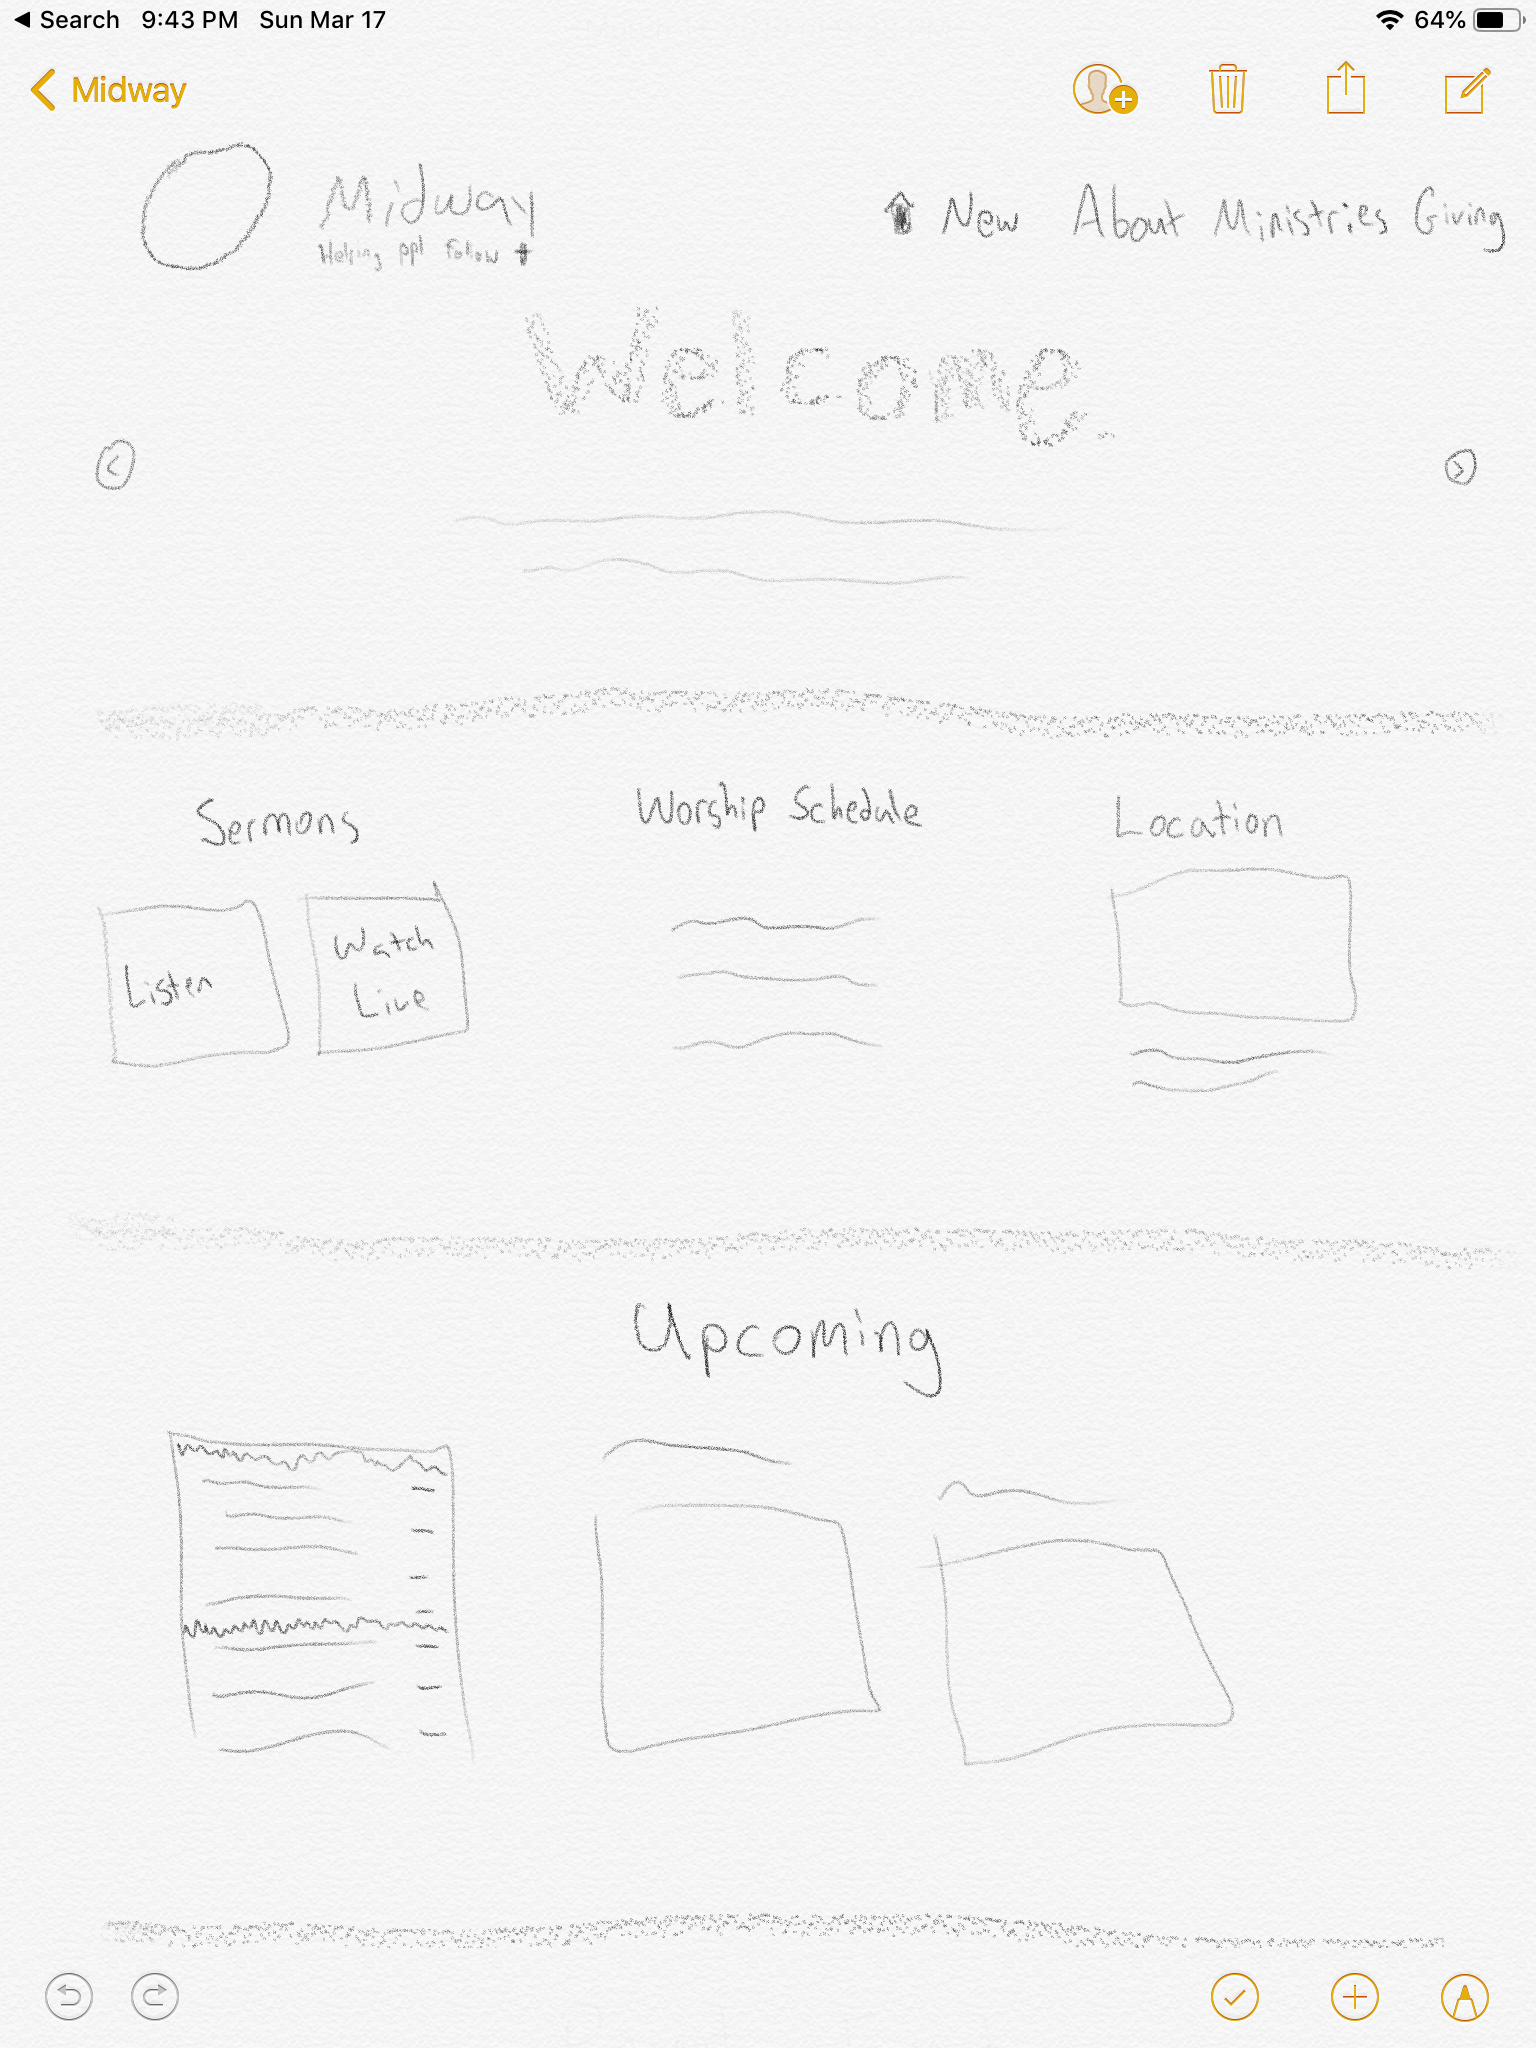 Search 9:43 PM Sun Mar 17 64%
Midway
Midway
Helping ppl Follow
New About Ministries Giving
Welcome.
Sermons Worship Schedule Location
Listen
Watch
Live
Upcoming